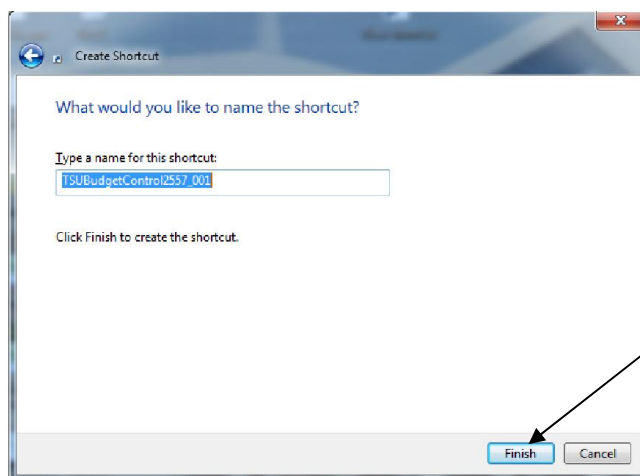 Create Shortcut
What would you like to name the shortcut?
Type a name for this shortcut:
TSUBudgetControl2557_001
Click Finish to create the shortcut.
Finish Cancel